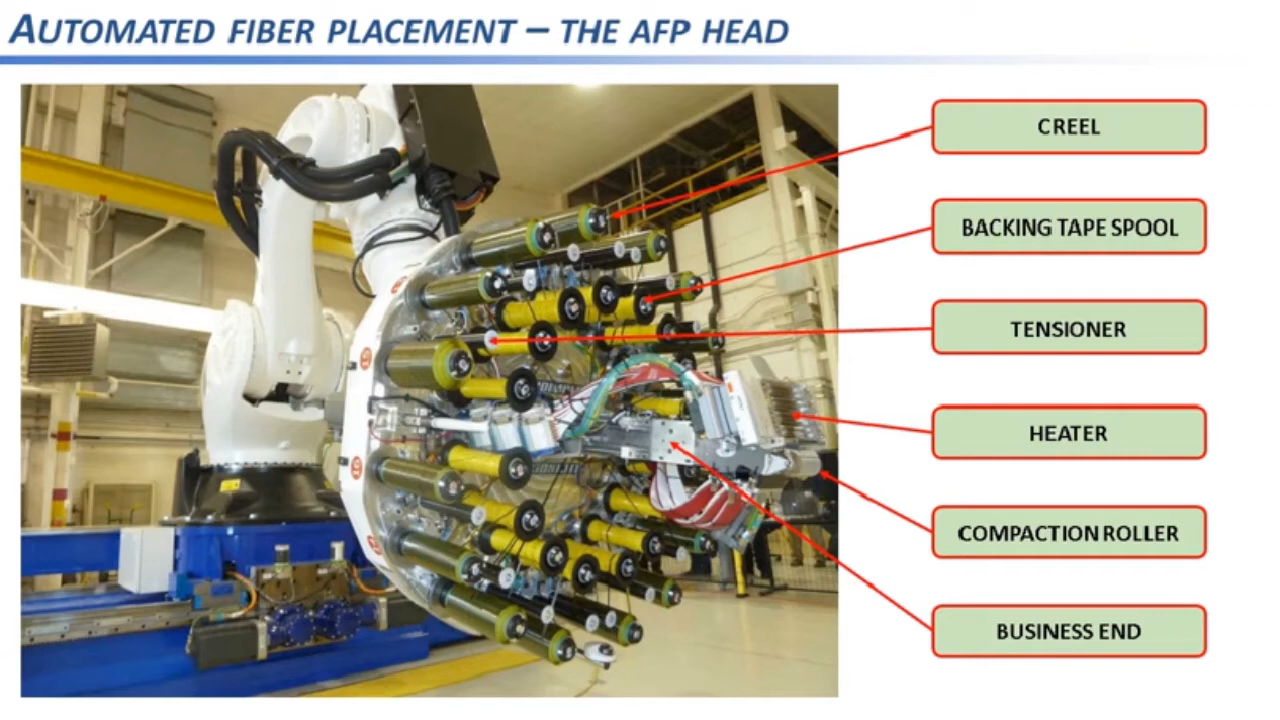 AUTOMATED FIBER PLACEMENT – THE AFP HEAD
CREEL
BACKING TAPE SPOOL
TENSIONER
HEATER
COMPACTION ROLLER
BUSINESS END